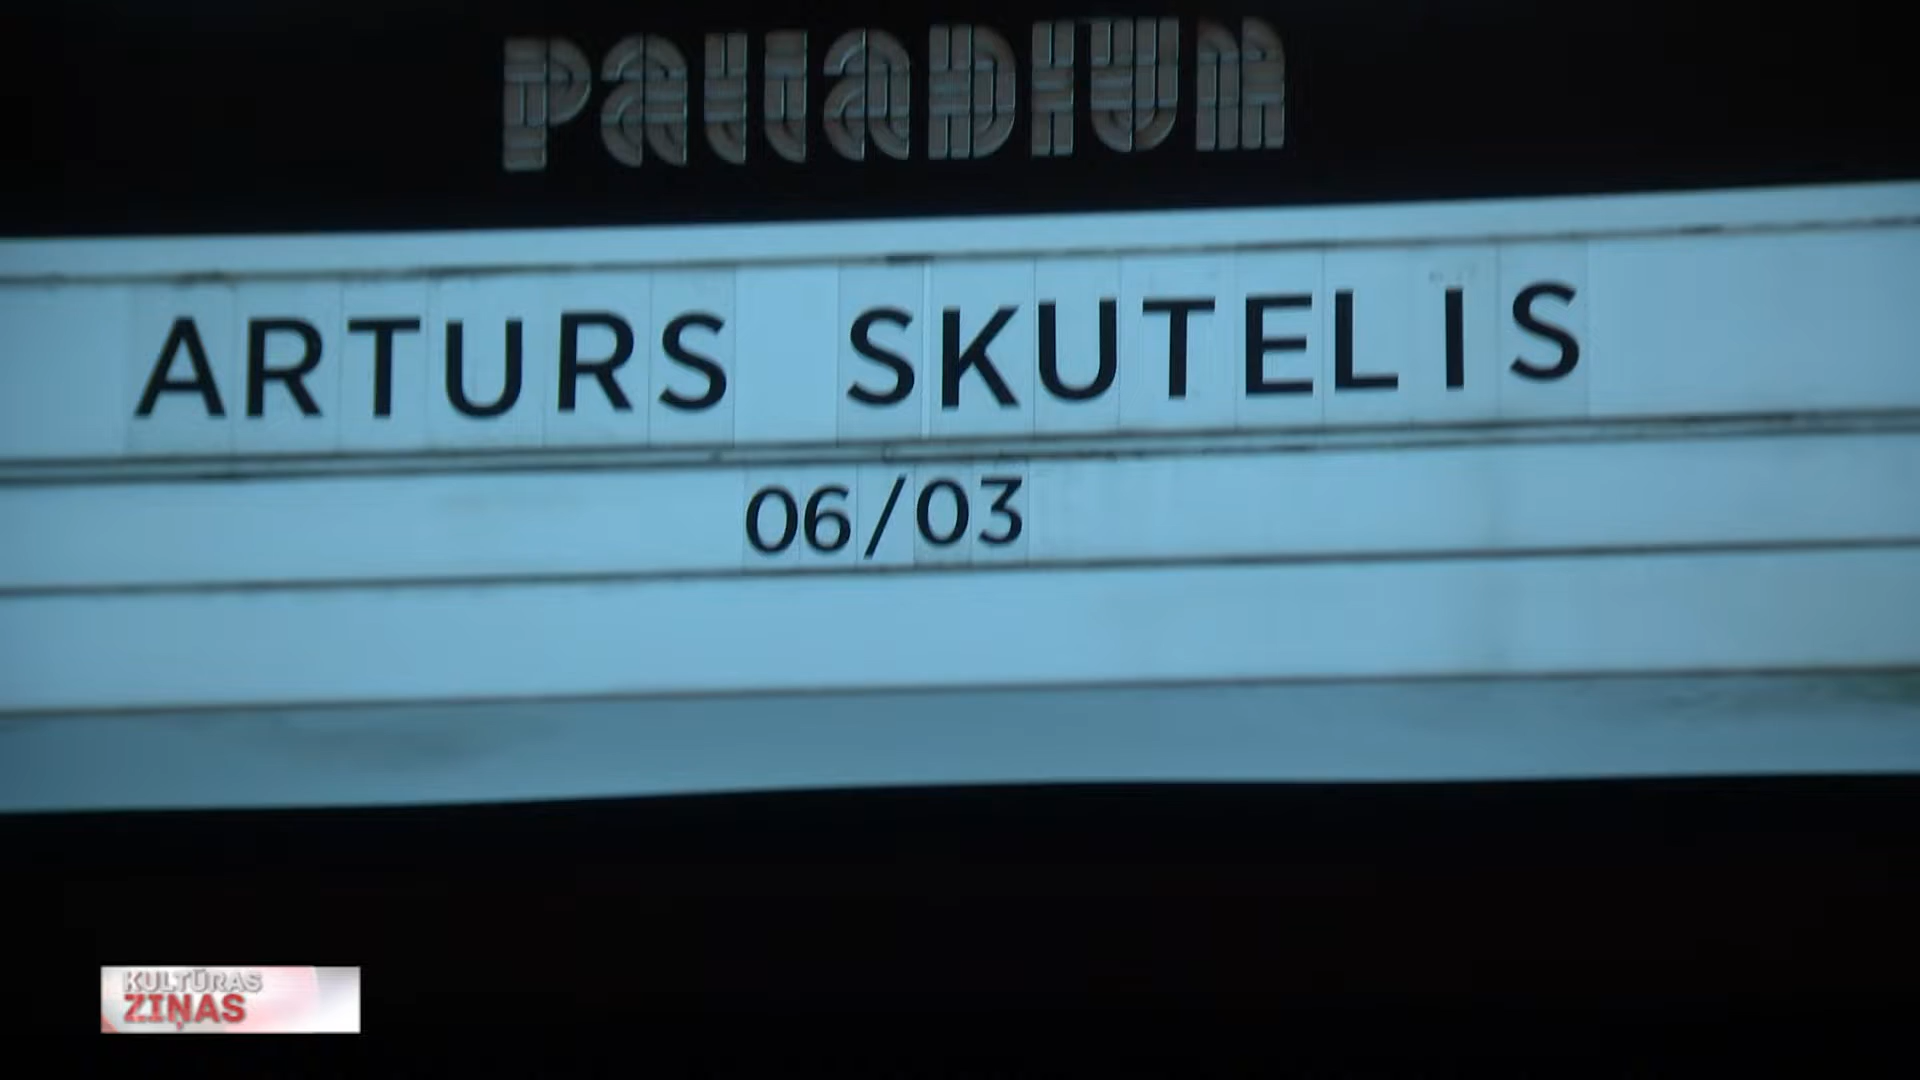 PALLADIUM
ARTURS SKUTELIS
06/03
KULTŪRAS
ZIŅAS